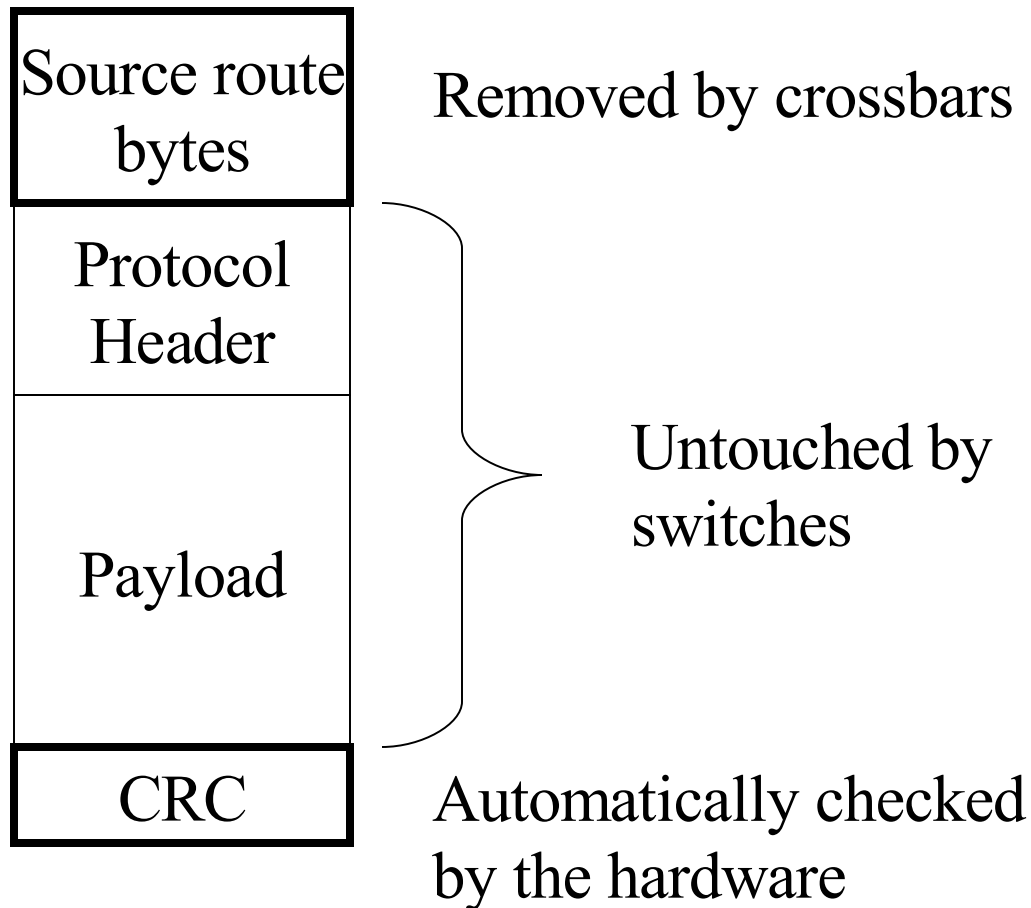 Source route
bytes
Removed by crossbars
Protocol
Header
Untouched by
switches
Payload
CRC
Automatically checked
by the hardware